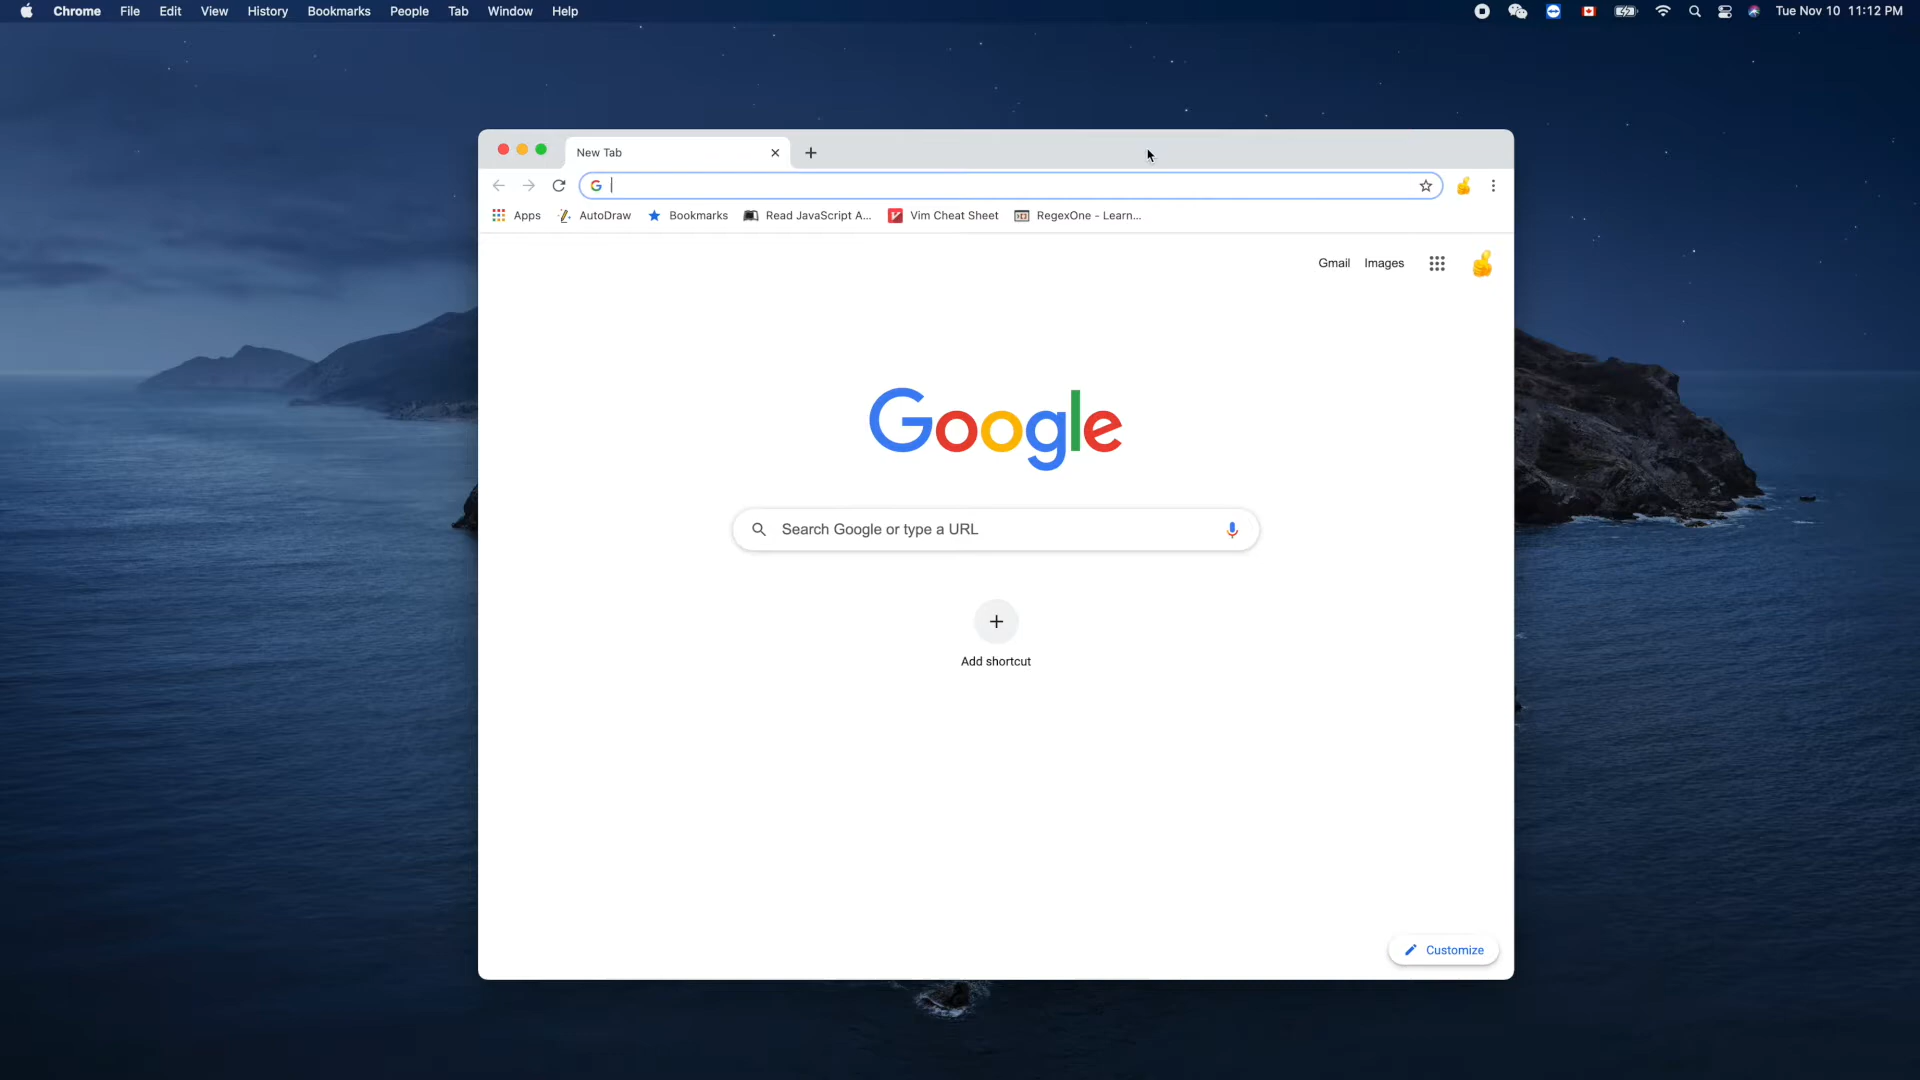 Chrome File Edit View History Bookmarks People Tab Window Help Tue Nov 10 11:12 PM
New Tab
Apps AutoDraw Bookmarks Read JavaScript A... Vim Cheat Sheet RegexOne - Learn...
Gmail Images
Google
Search Google or type a URL
Add shortcut
Customize